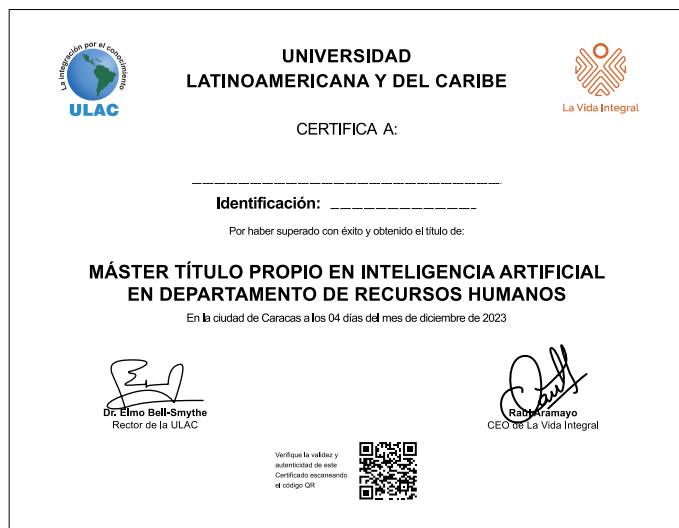 La integración por el conocimiento
ULAC
UNIVERSIDAD
LATINOAMERICANA Y DEL CARIBE
La Vida Integral
CERTIFICA A:
Identificación:
Por haber superado con éxito y obtenido el título de:
MÁSTER TÍTULO PROPIO EN INTELIGENCIA ARTIFICIAL
EN DEPARTAMENTO DE RECURSOS HUMANOS
En la ciudad de Caracas a los 04 días del mes de diciembre de 2023
Dr. Elmo Bell-Smythe
Rector de la ULAC
Raúl Aramayo
CEO de La Vida Integral
Verifique la validez y
autenticidad de este
Certificado escaneando
el código QR